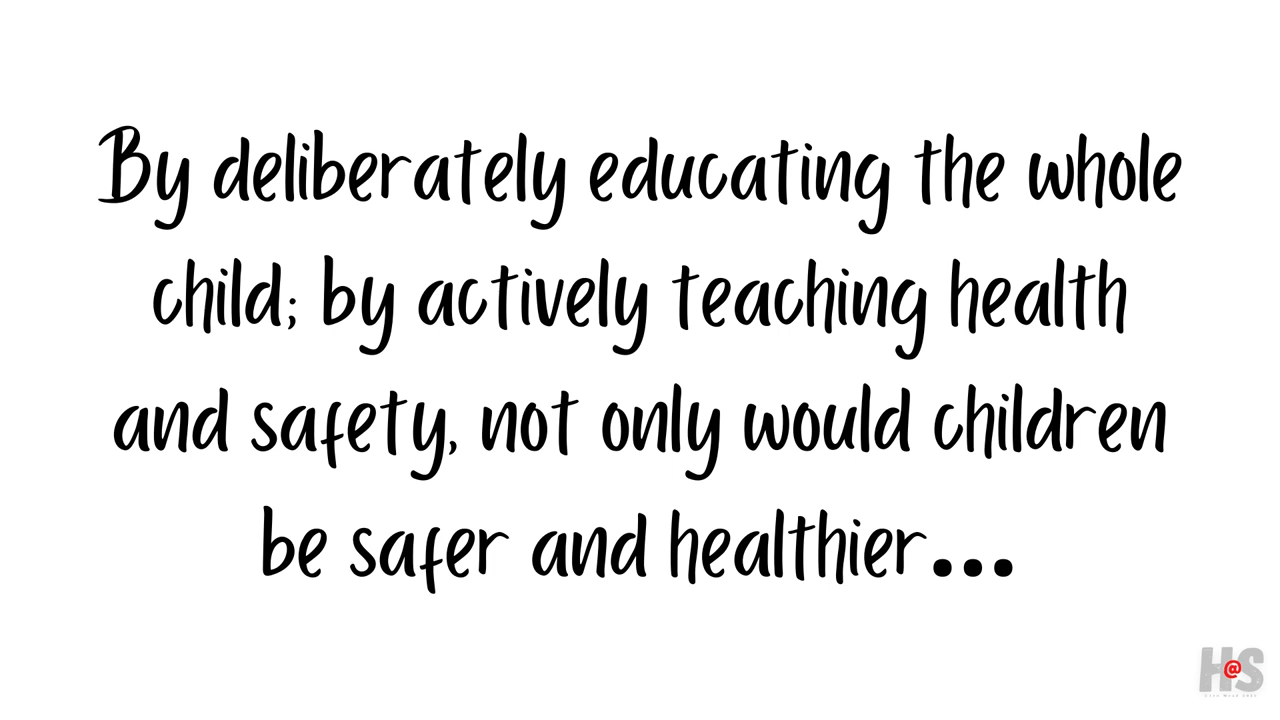 By deliberately educating the whole
child; by actively teaching health
and safety, not only would children
be safer and healthier...
H@S